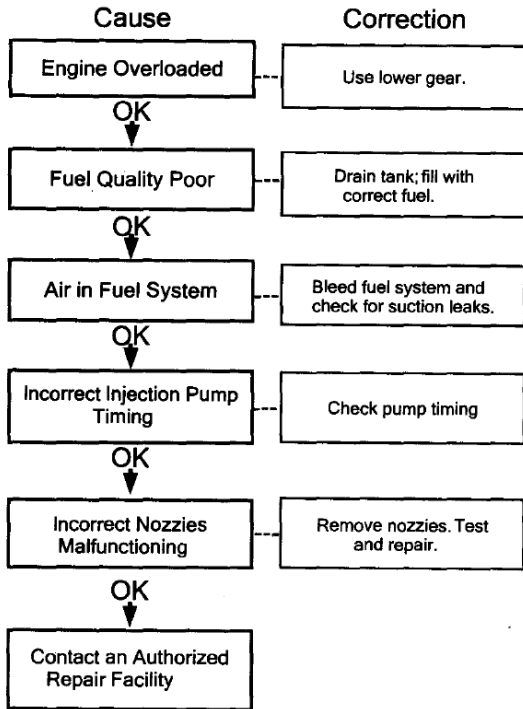 Cause Correction
Engine Overloaded
Use lower gear.
OK
Fuel Quality Poor
Drain tank; fill with
correct fuel.
OK
Air in Fuel System
Bleed fuel system and
check for suction leaks.
OK
Incorrect Injection Pump
Timing
Check pump timing
OK
Incorrect Nozzies
Malfunctioning
Remove nozzies. Test
and repair.
OK
Contact an Authorized
Repair Facility